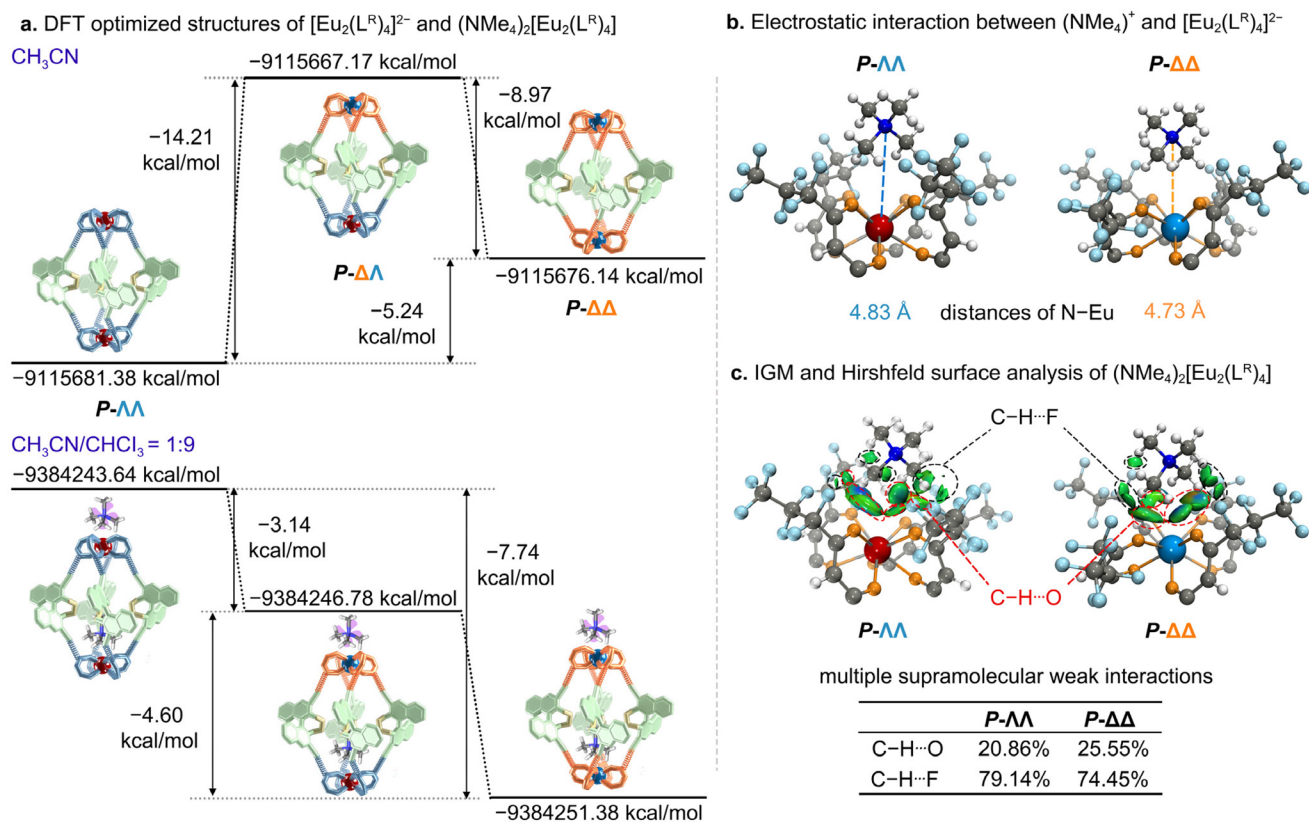 a. DFT optimized structures of [Eu₂(Lᴿ)₄]²⁻ and (NMe₄)₂[Eu₂(Lᴿ)₄]
CH₃CN
−9115667.17 kcal/mol
−14.21
kcal/mol
−8.97
kcal/mol
P-ΔΛ
−9115676.14 kcal/mol
−5.24
kcal/mol
P-ΔΔ
−9115681.38 kcal/mol
P-ΛΛ
CH₃CN/CHCl₃ = 1:9
−9384243.64 kcal/mol
−3.14
kcal/mol
−7.74
kcal/mol
−9384246.78 kcal/mol
−4.60
kcal/mol
−9384251.38 kcal/mol
b. Electrostatic interaction between (NMe₄)⁺ and [Eu₂(Lᴿ)₄]²⁻
P-ΛΛ P-ΔΔ
4.83 Å distances of N−Eu 4.73 Å
c. IGM and Hirshfeld surface analysis of (NMe₄)₂[Eu₂(Lᴿ)₄]
C−H···F
C−H···O
P-ΛΛ P-ΔΔ
multiple supramolecular weak interactions
P-ΛΛ P-ΔΔ
C−H···O 20.86% 25.55%
C−H···F 79.14% 74.45%